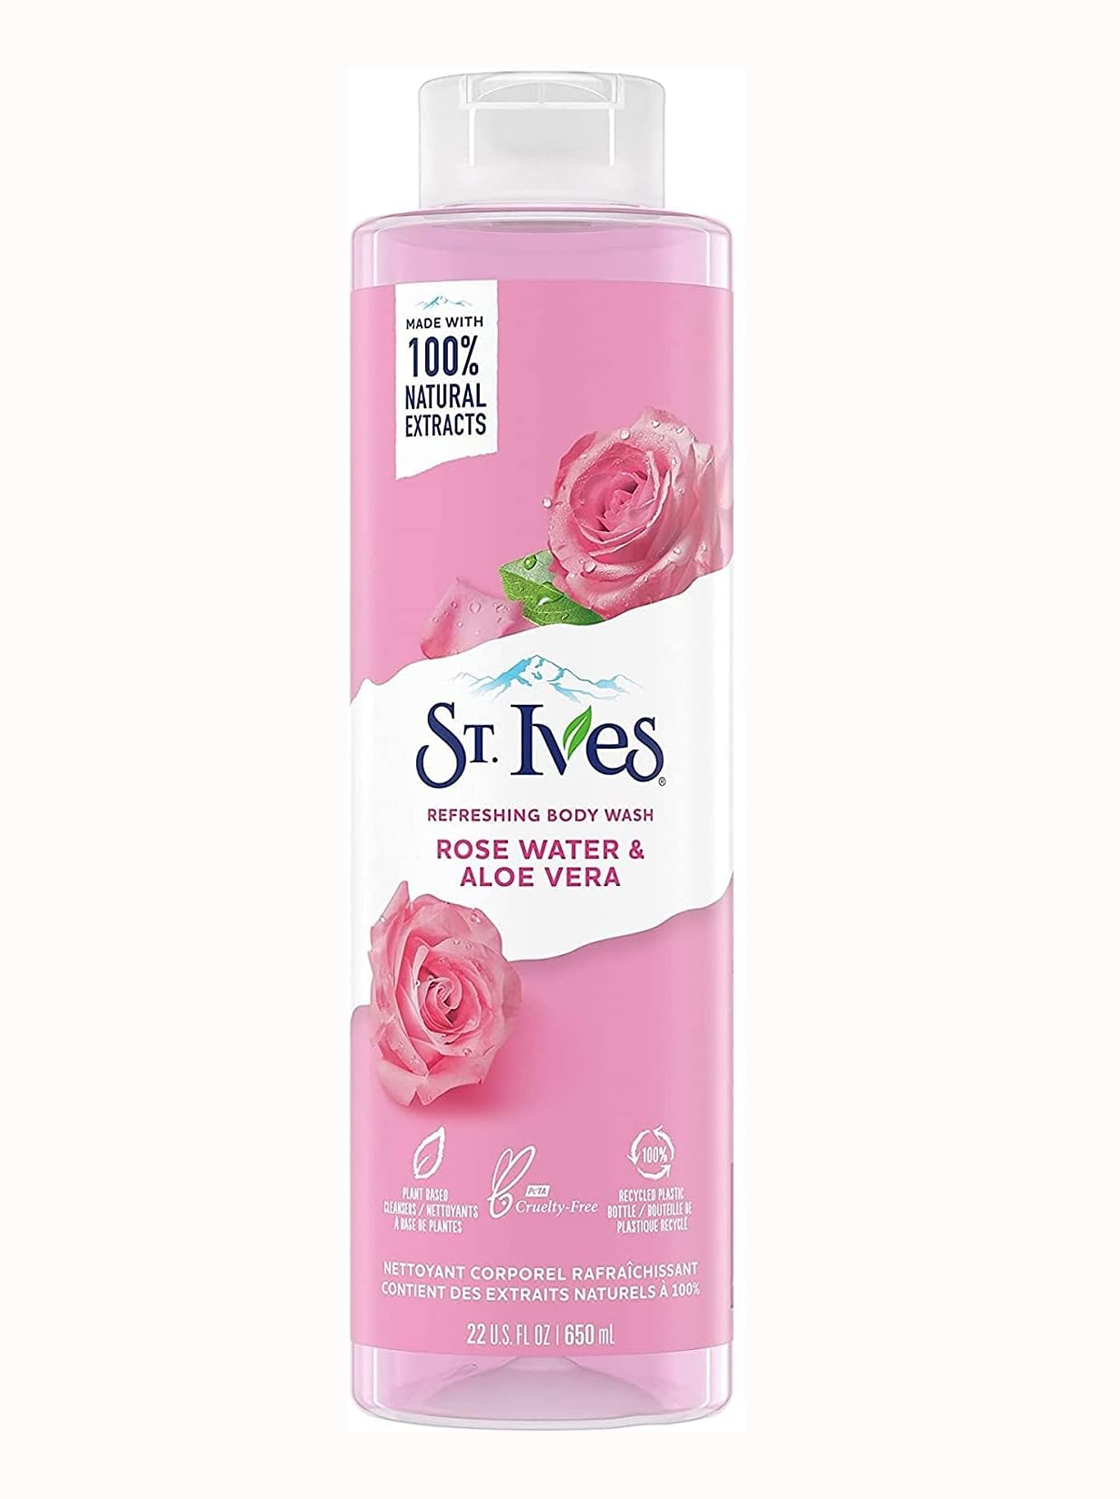 MADE WITH
100%
NATURAL
EXTRACTS
ST. Ives®
REFRESHING BODY WASH
ROSE WATER &
ALOE VERA
PLANT BASED
CLEANSERS / NETTOYANTS
À BASE DE PLANTES
PETA
Cruelty-Free
100%
RECYCLED PLASTIC
BOTTLE / BOUTEILLE DE
PLASTIQUE RECYCLÉ
NETTOYANT CORPOREL RAFRAÎCHISSANT
CONTIENT DES EXTRAITS NATURELS À 100%
22 U.S. FL OZ | 650 mL